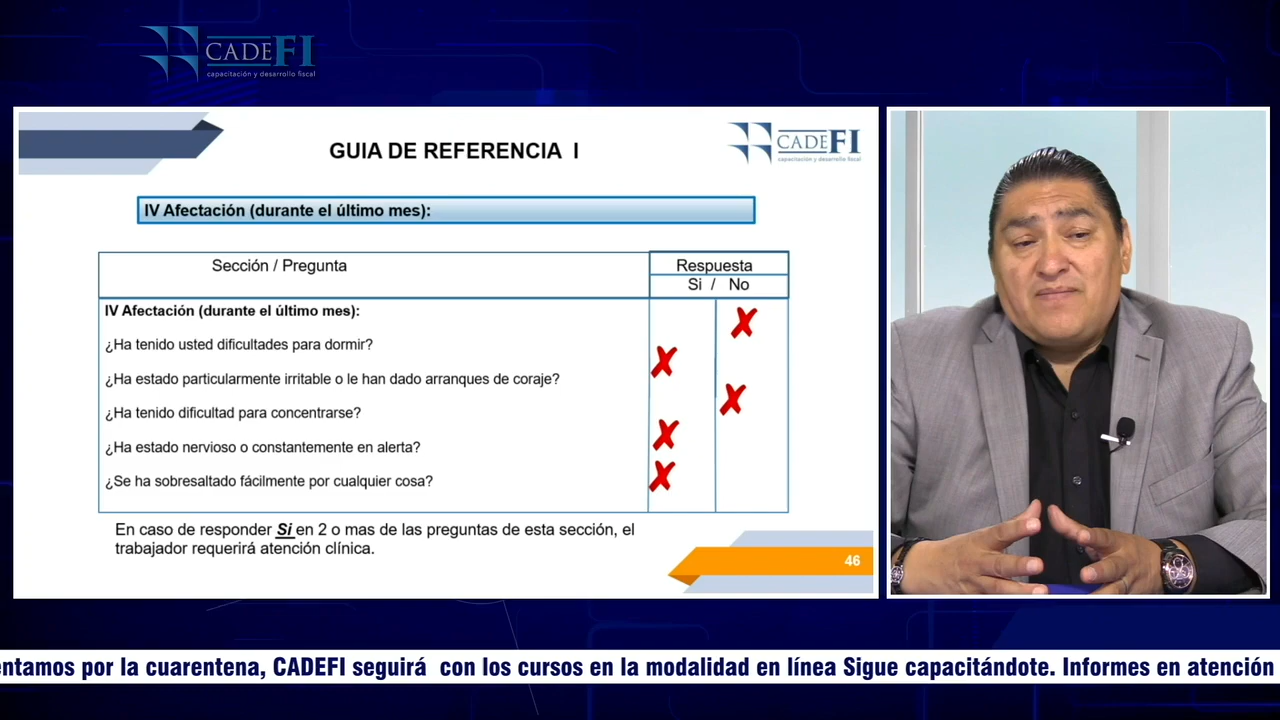 CADEFI
capacitación y desarrollo fiscal
GUIA DE REFERENCIA I
CADEFI
capacitación y desarrollo fiscal
IV Afectación (durante el último mes):
Sección / Pregunta
Respuesta
Si / No
IV Afectación (durante el último mes):
¿Ha tenido usted dificultades para dormir?
¿Ha estado particularmente irritable o le han dado arranques de coraje?
¿Ha tenido dificultad para concentrarse?
¿Ha estado nervioso o constantemente en alerta?
¿Se ha sobresaltado fácilmente por cualquier cosa?
En caso de responder Si en 2 o mas de las preguntas de esta sección, el
trabajador requerirá atención clínica.
46
entamos por la cuarentena, CADEFI seguirá con los cursos en la modalidad en línea Sigue capacitándote. Informes en atención